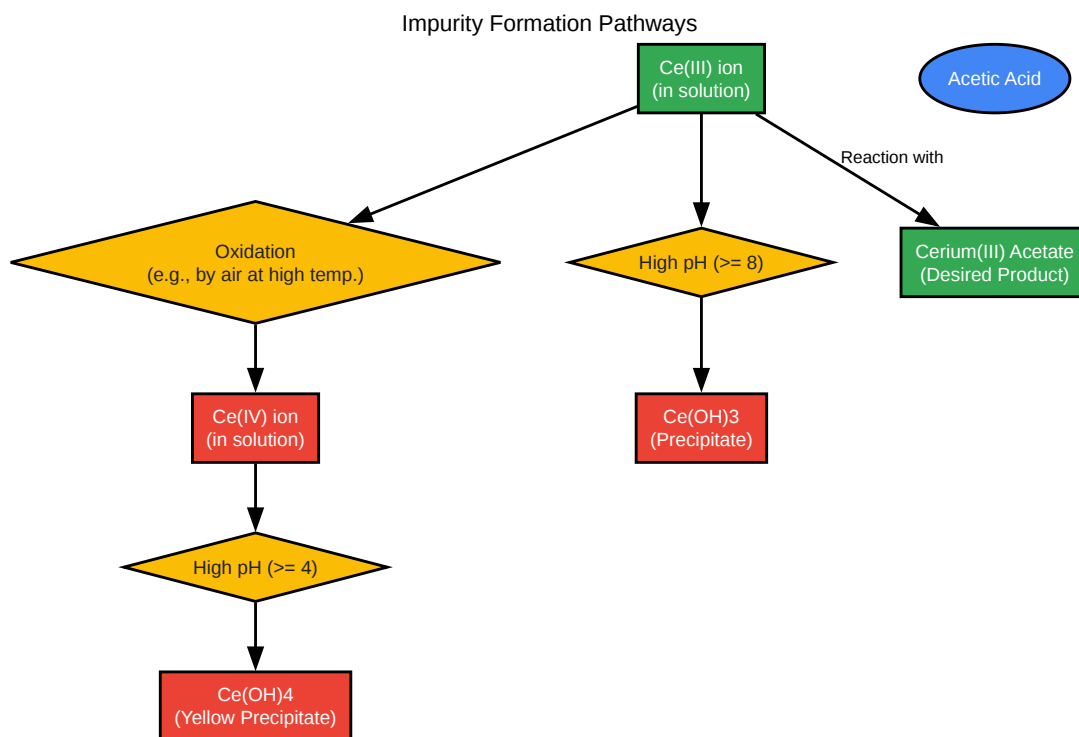 Impurity Formation Pathways
Ce(III) ion
(in solution)
Acetic Acid
Reaction with
Oxidation
(e.g., by air at high temp.)
High pH (>= 8)
Cerium(III) Acetate
(Desired Product)
Ce(IV) ion
(in solution)
Ce(OH)3
(Precipitate)
High pH (>= 4)
Ce(OH)4
(Yellow Precipitate)